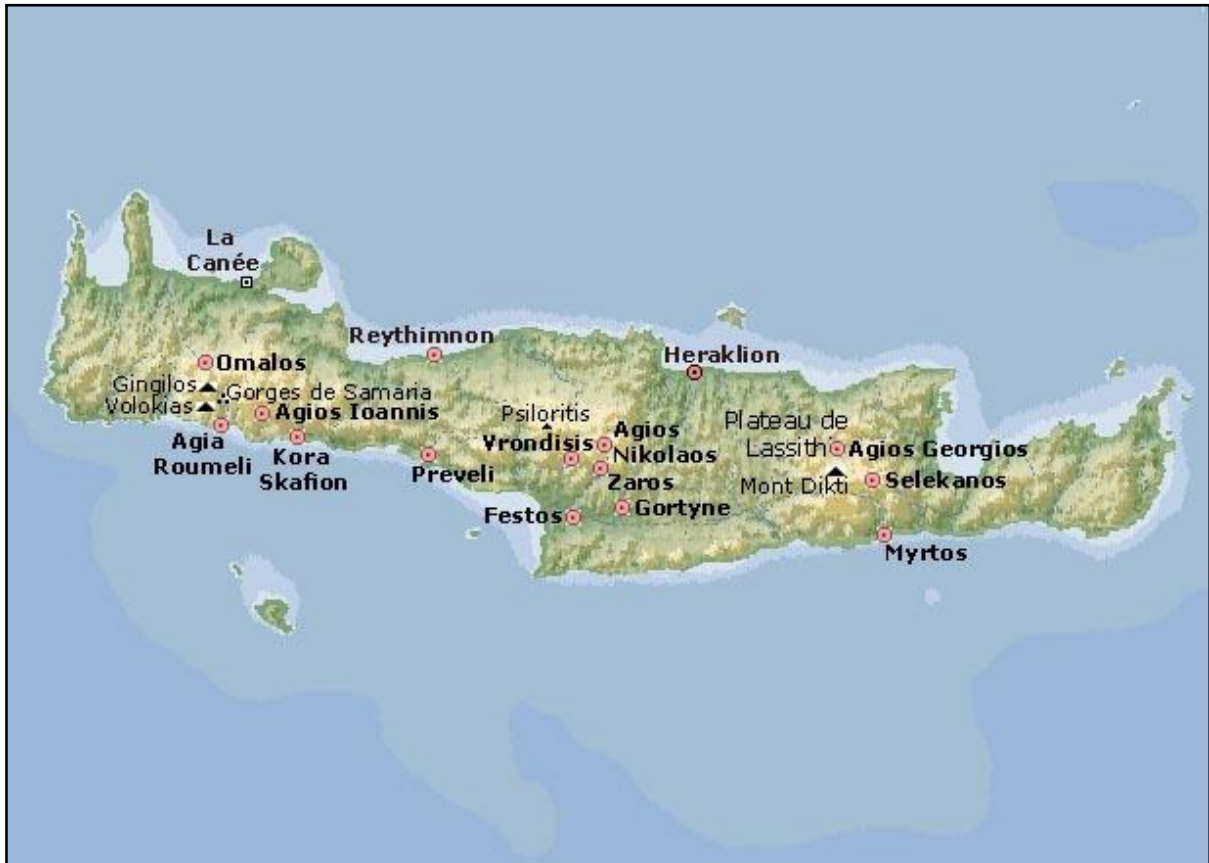 La
Canée
Reythimnon
Heraklion
Omalos
Gingilos
Gorges de Samaria
Volokias
Agios Ioannis
Agia
Roumeli
Kora
Skafion
Preveli
Psiloritis
Vrondisis
Agios
Nikolaos
Zaros
Festos
Gortyne
Plateau de
Lassithi
Agios Georgios
Mont Dikti
Selekanos
Myrtos